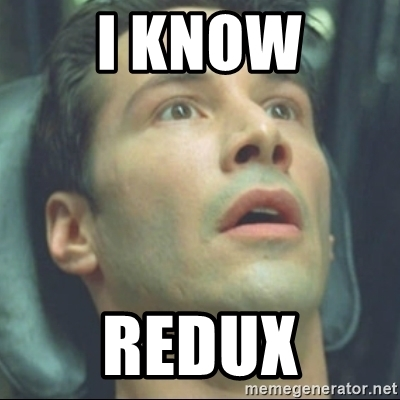 I KNOW
REDUX
memegenerator.net